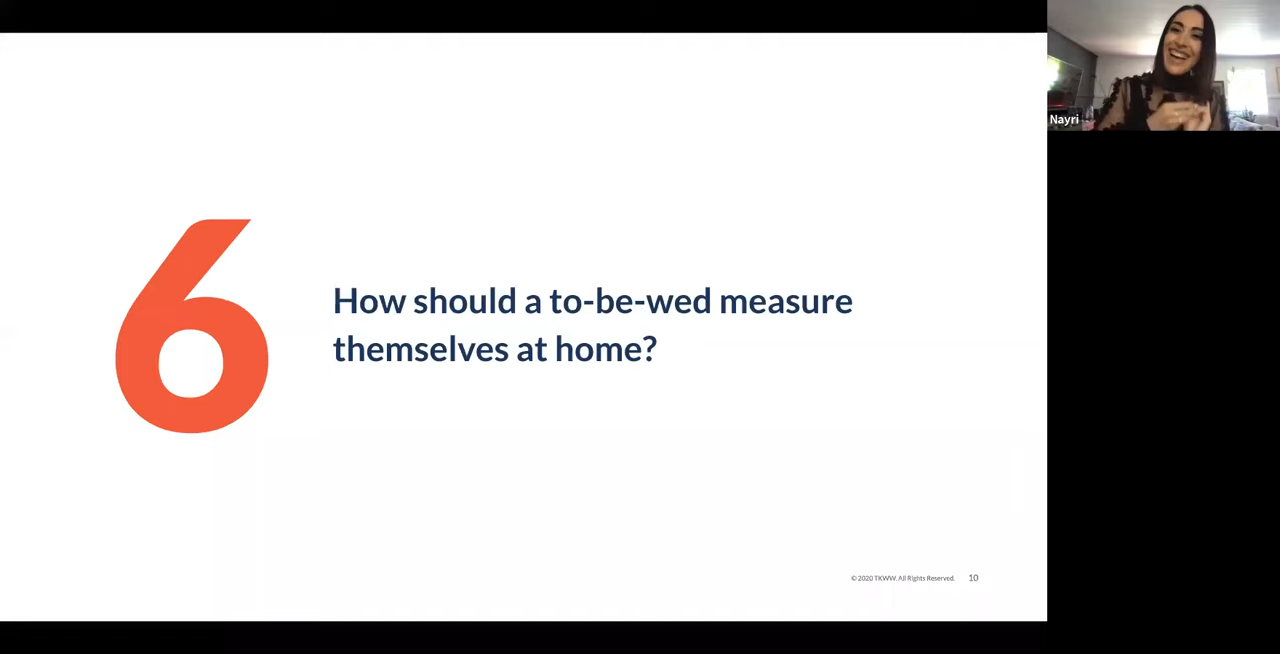 6
How should a to-be-wed measure
themselves at home?
© 2020 TKWW. All Rights Reserved. 10
Nayri